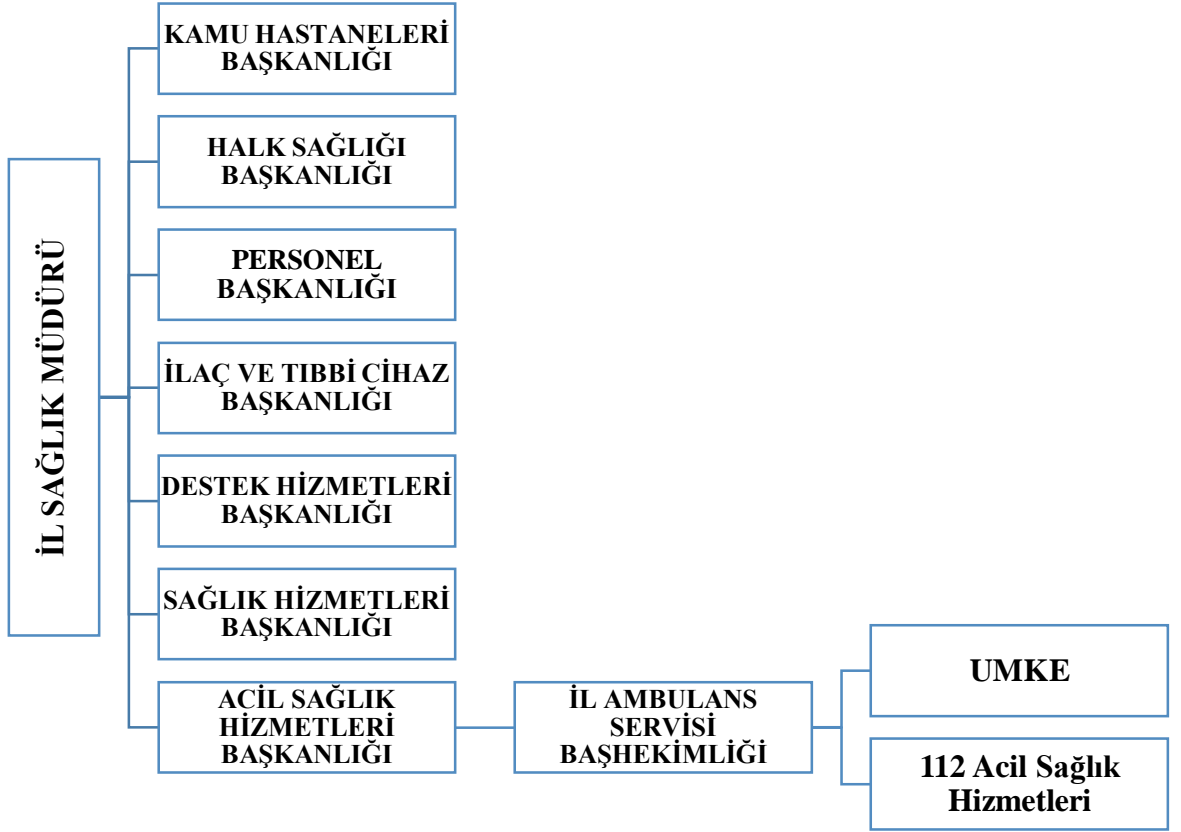 İL SAĞLIK MÜDÜRÜ
KAMU HASTANELERİ
BAŞKANLIĞI
HALK SAĞLIĞI
BAŞKANLIĞI
PERSONEL
BAŞKANLIĞI
İLAÇ VE TIBBİ CİHAZ
BAŞKANLIĞI
DESTEK HİZMETLERİ
BAŞKANLIĞI
SAĞLIK HİZMETLERİ
BAŞKANLIĞI
ACİL SAĞLIK
HİZMETLERİ
BAŞKANLIĞI
İL AMBULANS
SERVİSİ
BAŞHEKİMLİĞİ
UMKE
112 Acil Sağlık
Hizmetleri